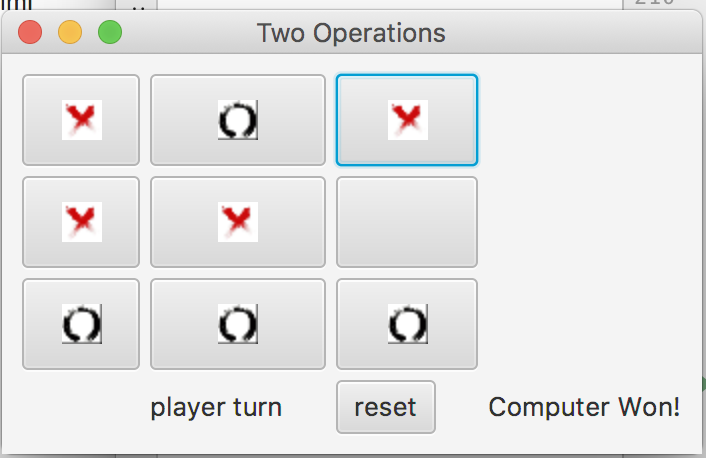 Two Operations
player turn
reset
Computer Won!